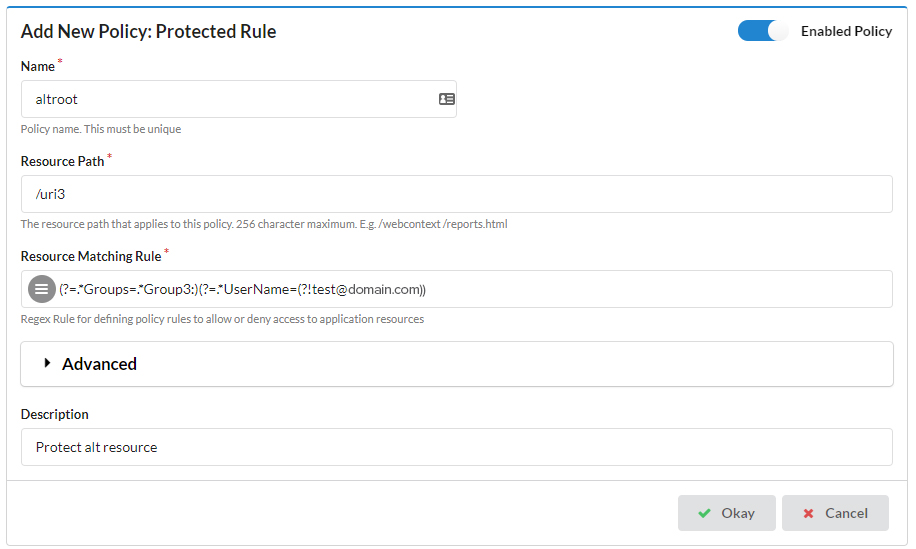 Add New Policy: Protected Rule
Enabled Policy
Name *
altroot
Policy name. This must be unique
Resource Path *
/uri3
The resource path that applies to this policy. 256 character maximum. E.g. /webcontext /reports.html
Resource Matching Rule *
(?=.*Groups=.*Group3:)(?=.*UserName=(?!test@domain.com))
Regex Rule for defining policy rules to allow or deny access to application resources
Advanced
Description
Protect alt resource
Okay
Cancel